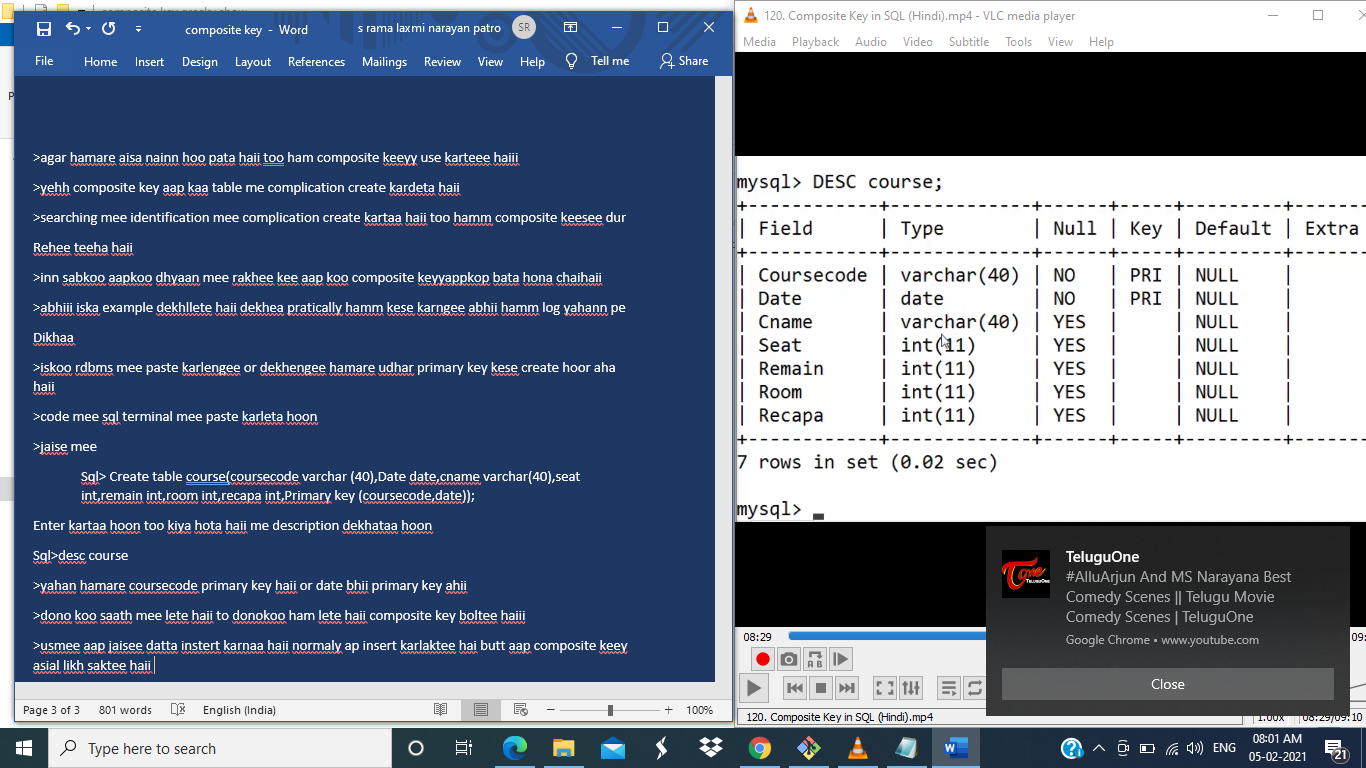 composite key - Word
s rama laxmi narayan patro
SR
File Home Insert Design Layout References Mailings Review View Help Tell me Share
>agar hamare aisa nainn hoo pata haii too ham composite keeyy use karteee haiii
>yehh composite key aap kaa table me complication create kardeta haii
>searching mee identification mee complication create kartaa haii too hamm composite keesee dur
Rehee teeha haii
>inn sabkoo aapkoo dhyaan mee rakhee kee aap koo composite keyyappkop bata hona chaihaii
>abhiii iska example dekhllete haii dekhea pratically hamm kese karngee abhii hamm log yahann pe
Dikhaa
>iskoo rdbms mee paste karlengee or dekhengee hamare udhar primary key kese create hoor aha
haii
>code mee sql terminal mee paste karleta hoon
>jaise mee
Sql> Create table course(coursecode varchar (40),Date date,cname varchar(40),seat
int,remain int,room int,recapa int,Primary key (coursecode,date));
Enter kartaa hoon too kiya hota haii me description dekhataa hoon
Sql>desc course
>yahan hamare coursecode primary key haii or date bhii primary key ahii
>dono koo saath mee lete haii to donokoo ham lete haii composite key boltee haiii
>usmee aap jaisee datta instert karnaa haii normaly ap insert karlaktee hai butt aap composite keey
asial likh saktee haii
Page 3 of 3 801 words English (India) 100%
120. Composite Key in SQL (Hindi).mp4 - VLC media player
Media Playback Audio Video Subtitle Tools View Help
mysql> DESC course;
+------------+-------------+------+-----+---------+-------
| Field | Type | Null | Key | Default | Extra
+------------+-------------+------+-----+---------+-------
| Coursecode | varchar(40) | NO | PRI | NULL |
| Date | date | NO | PRI | NULL |
| Cname | varchar(40) | YES | | NULL |
| Seat | int(11) | YES | | NULL |
| Remain | int(11) | YES | | NULL |
| Room | int(11) | YES | | NULL |
| Recapa | int(11) | YES | | NULL |
+------------+-------------+------+-----+---------+-------
7 rows in set (0.02 sec)
mysql> _
TeluguOne
#AlluArjun And MS Narayana Best
Comedy Scenes || Telugu Movie
Comedy Scenes | TeluguOne
Google Chrome • www.youtube.com
Close
08:29
120. Composite Key in SQL (Hindi).mp4
1.00x 08:29/09:10
Type here to search
ENG
08:01 AM
05-02-2021
21